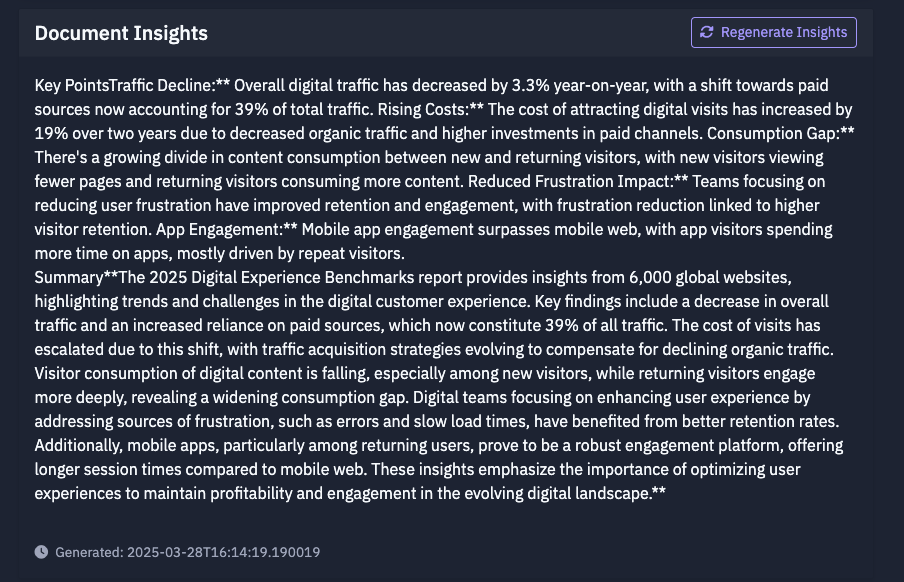 Document Insights
Regenerate Insights
Key PointsTraffic Decline:** Overall digital traffic has decreased by 3.3% year-on-year, with a shift towards paid
sources now accounting for 39% of total traffic. Rising Costs:** The cost of attracting digital visits has increased by
19% over two years due to decreased organic traffic and higher investments in paid channels. Consumption Gap:**
There's a growing divide in content consumption between new and returning visitors, with new visitors viewing
fewer pages and returning visitors consuming more content. Reduced Frustration Impact:** Teams focusing on
reducing user frustration have improved retention and engagement, with frustration reduction linked to higher
visitor retention. App Engagement:** Mobile app engagement surpasses mobile web, with app visitors spending
more time on apps, mostly driven by repeat visitors.
Summary**The 2025 Digital Experience Benchmarks report provides insights from 6,000 global websites,
highlighting trends and challenges in the digital customer experience. Key findings include a decrease in overall
traffic and an increased reliance on paid sources, which now constitute 39% of all traffic. The cost of visits has
escalated due to this shift, with traffic acquisition strategies evolving to compensate for declining organic traffic.
Visitor consumption of digital content is falling, especially among new visitors, while returning visitors engage
more deeply, revealing a widening consumption gap. Digital teams focusing on enhancing user experience by
addressing sources of frustration, such as errors and slow load times, have benefited from better retention rates.
Additionally, mobile apps, particularly among returning users, prove to be a robust engagement platform, offering
longer session times compared to mobile web. These insights emphasize the importance of optimizing user
experiences to maintain profitability and engagement in the evolving digital landscape.**
Generated: 2025-03-28T16:14:19.190019